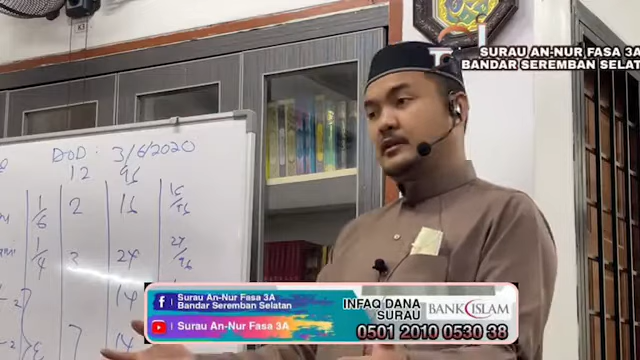 SURAU AN-NUR FASA 3A
BANDAR SEREMBAN SELAT
DOD : 3/6/2020
12 96
1/6 2 16 16/96
1/4 3 24 24/96
14
7 14
Surau An-Nur Fasa 3A
Bandar Seremban Selatan
Surau An-Nur Fasa 3A
INFAQ DANA
SURAU
BANK ISLAM
0501 2010 0530 38